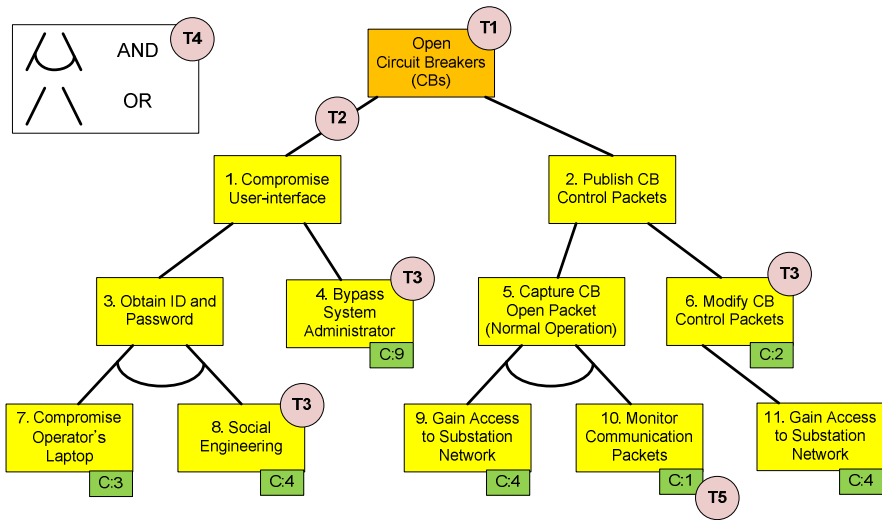 T4
AND
OR
T1
Open
Circuit Breakers
(CBs)
T2
1. Compromise
User-interface
2. Publish CB
Control Packets
3. Obtain ID and
Password
T3
4. Bypass
System
Administrator
C:9
5. Capture CB
Open Packet
(Normal Operation)
T3
6. Modify CB
Control Packets
C:2
7. Compromise
Operator's
Laptop
C:3
T3
8. Social
Engineering
C:4
9. Gain Access
to Substation
Network
C:4
10. Monitor
Communication
Packets
C:1
T5
11. Gain Access
to Substation
Network
C:4